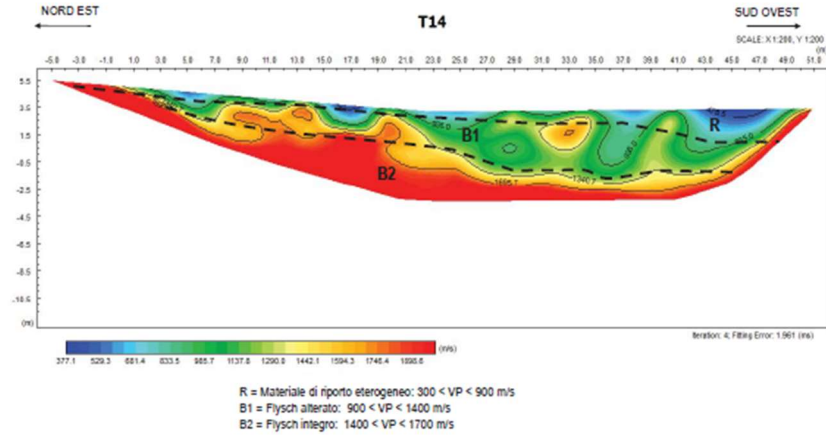 NORD EST
T14
SUD OVEST
SCALE: X 1:200, Y 1:200
(m)
-5.0 -3.0 -1.0 1.0 3.0 5.0 7.0 9.0 11.0 13.0 15.0 17.0 19.0 21.0 23.0 25.0 27.0 29.0 31.0 33.0 35.0 37.0 39.0 41.0 43.0 45.0 47.0 49.0 51.0
5.5
3.5
1.5
-0.5
-2.5
-4.5
-6.5
-8.5
-10.5
(m)
R
B1
B2
1695.7
1340.7
(m/s)
377.1 529.3 681.4 833.5 985.7 1137.8 1290.0 1442.1 1594.3 1746.4 1898.6
Iteration: 4; Fitting Error: 1.961 (ms)
R = Materiale di riporto eterogeneo: 300 < VP < 900 m/s
B1 = Flysch alterato: 900 < VP < 1400 m/s
B2 = Flysch integro: 1400 < VP < 1700 m/s